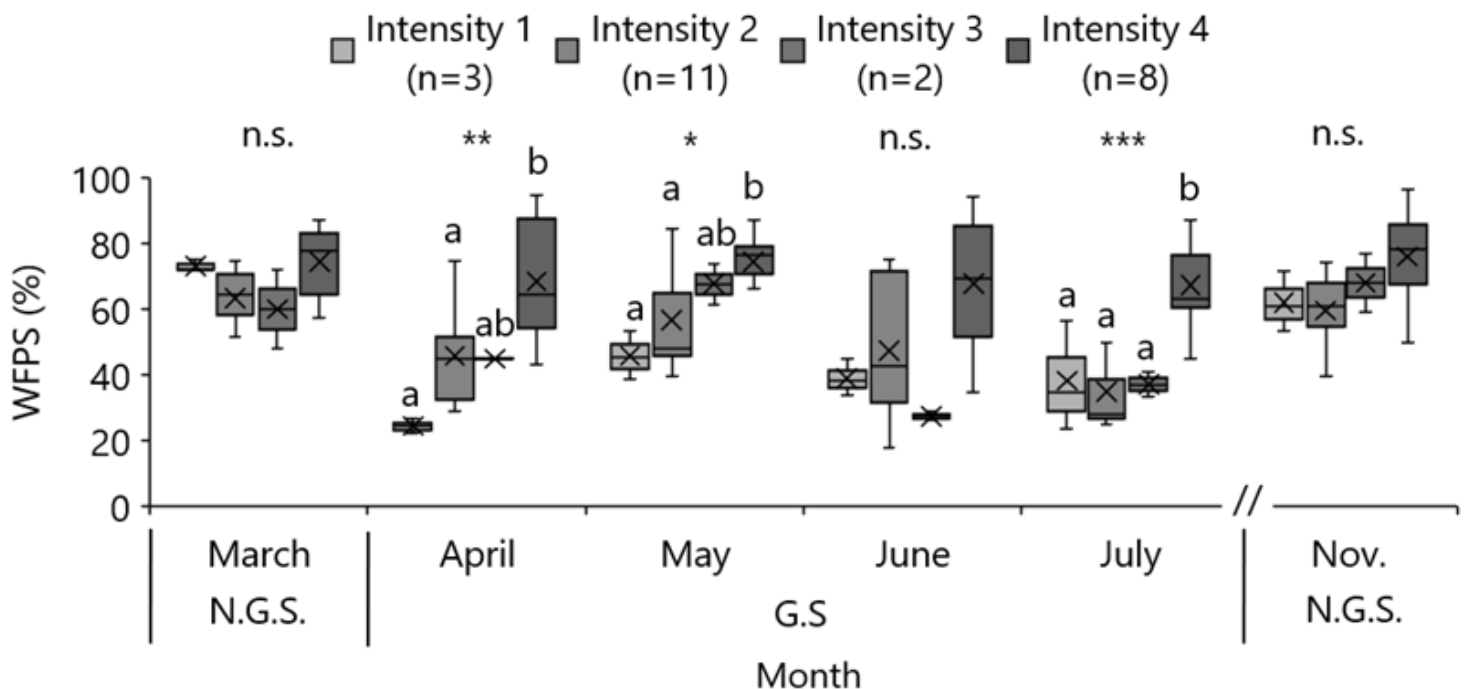 Intensity 1 Intensity 2 Intensity 3 Intensity 4
(n=3) (n=11) (n=2) (n=8)
n.s. ** * n.s. *** n.s.
b
a b
a b
100
80
60
40
20
0
WFPS (%)
a ab
ab a a
a a
March April May June July Nov.
N.G.S. G.S N.G.S.
Month
//